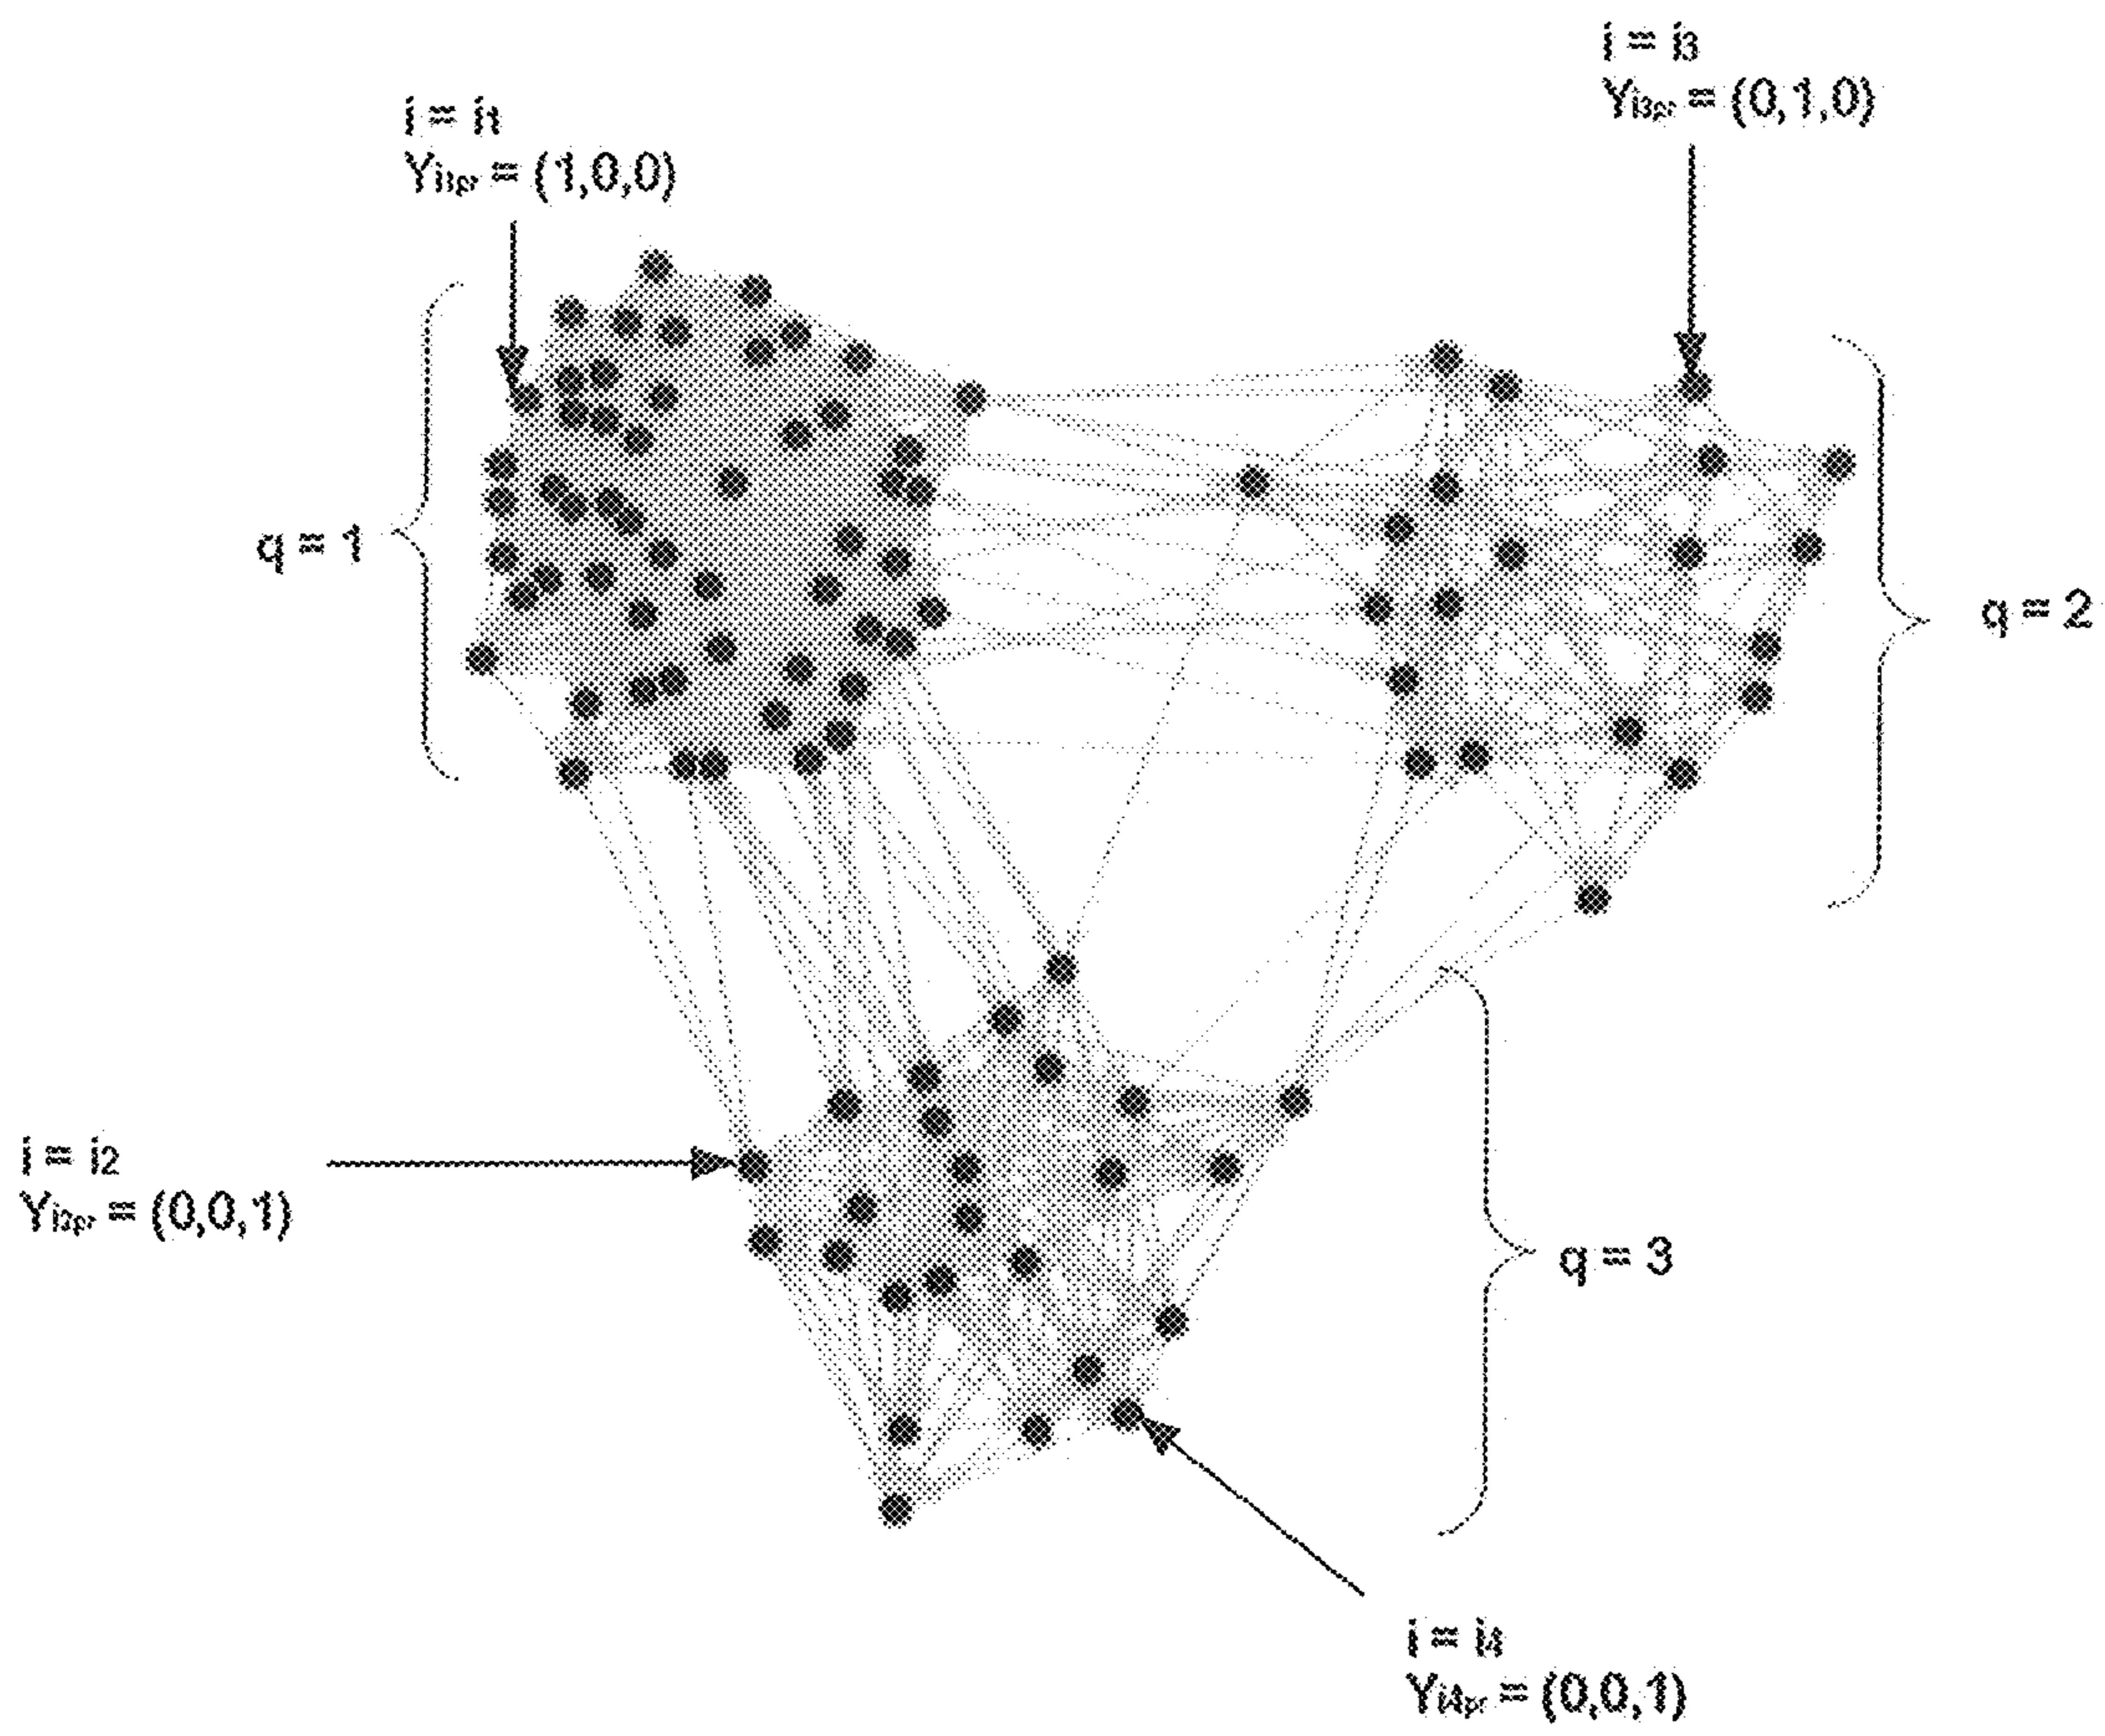 i = i3
Yi3pr = (0,1,0)
i = i1
Yi1pr = (1,0,0)
q = 1
q = 2
i = i2
Yi2pr = (0,0,1)
q = 3
i = i4
Yi4pr = (0,0,1)